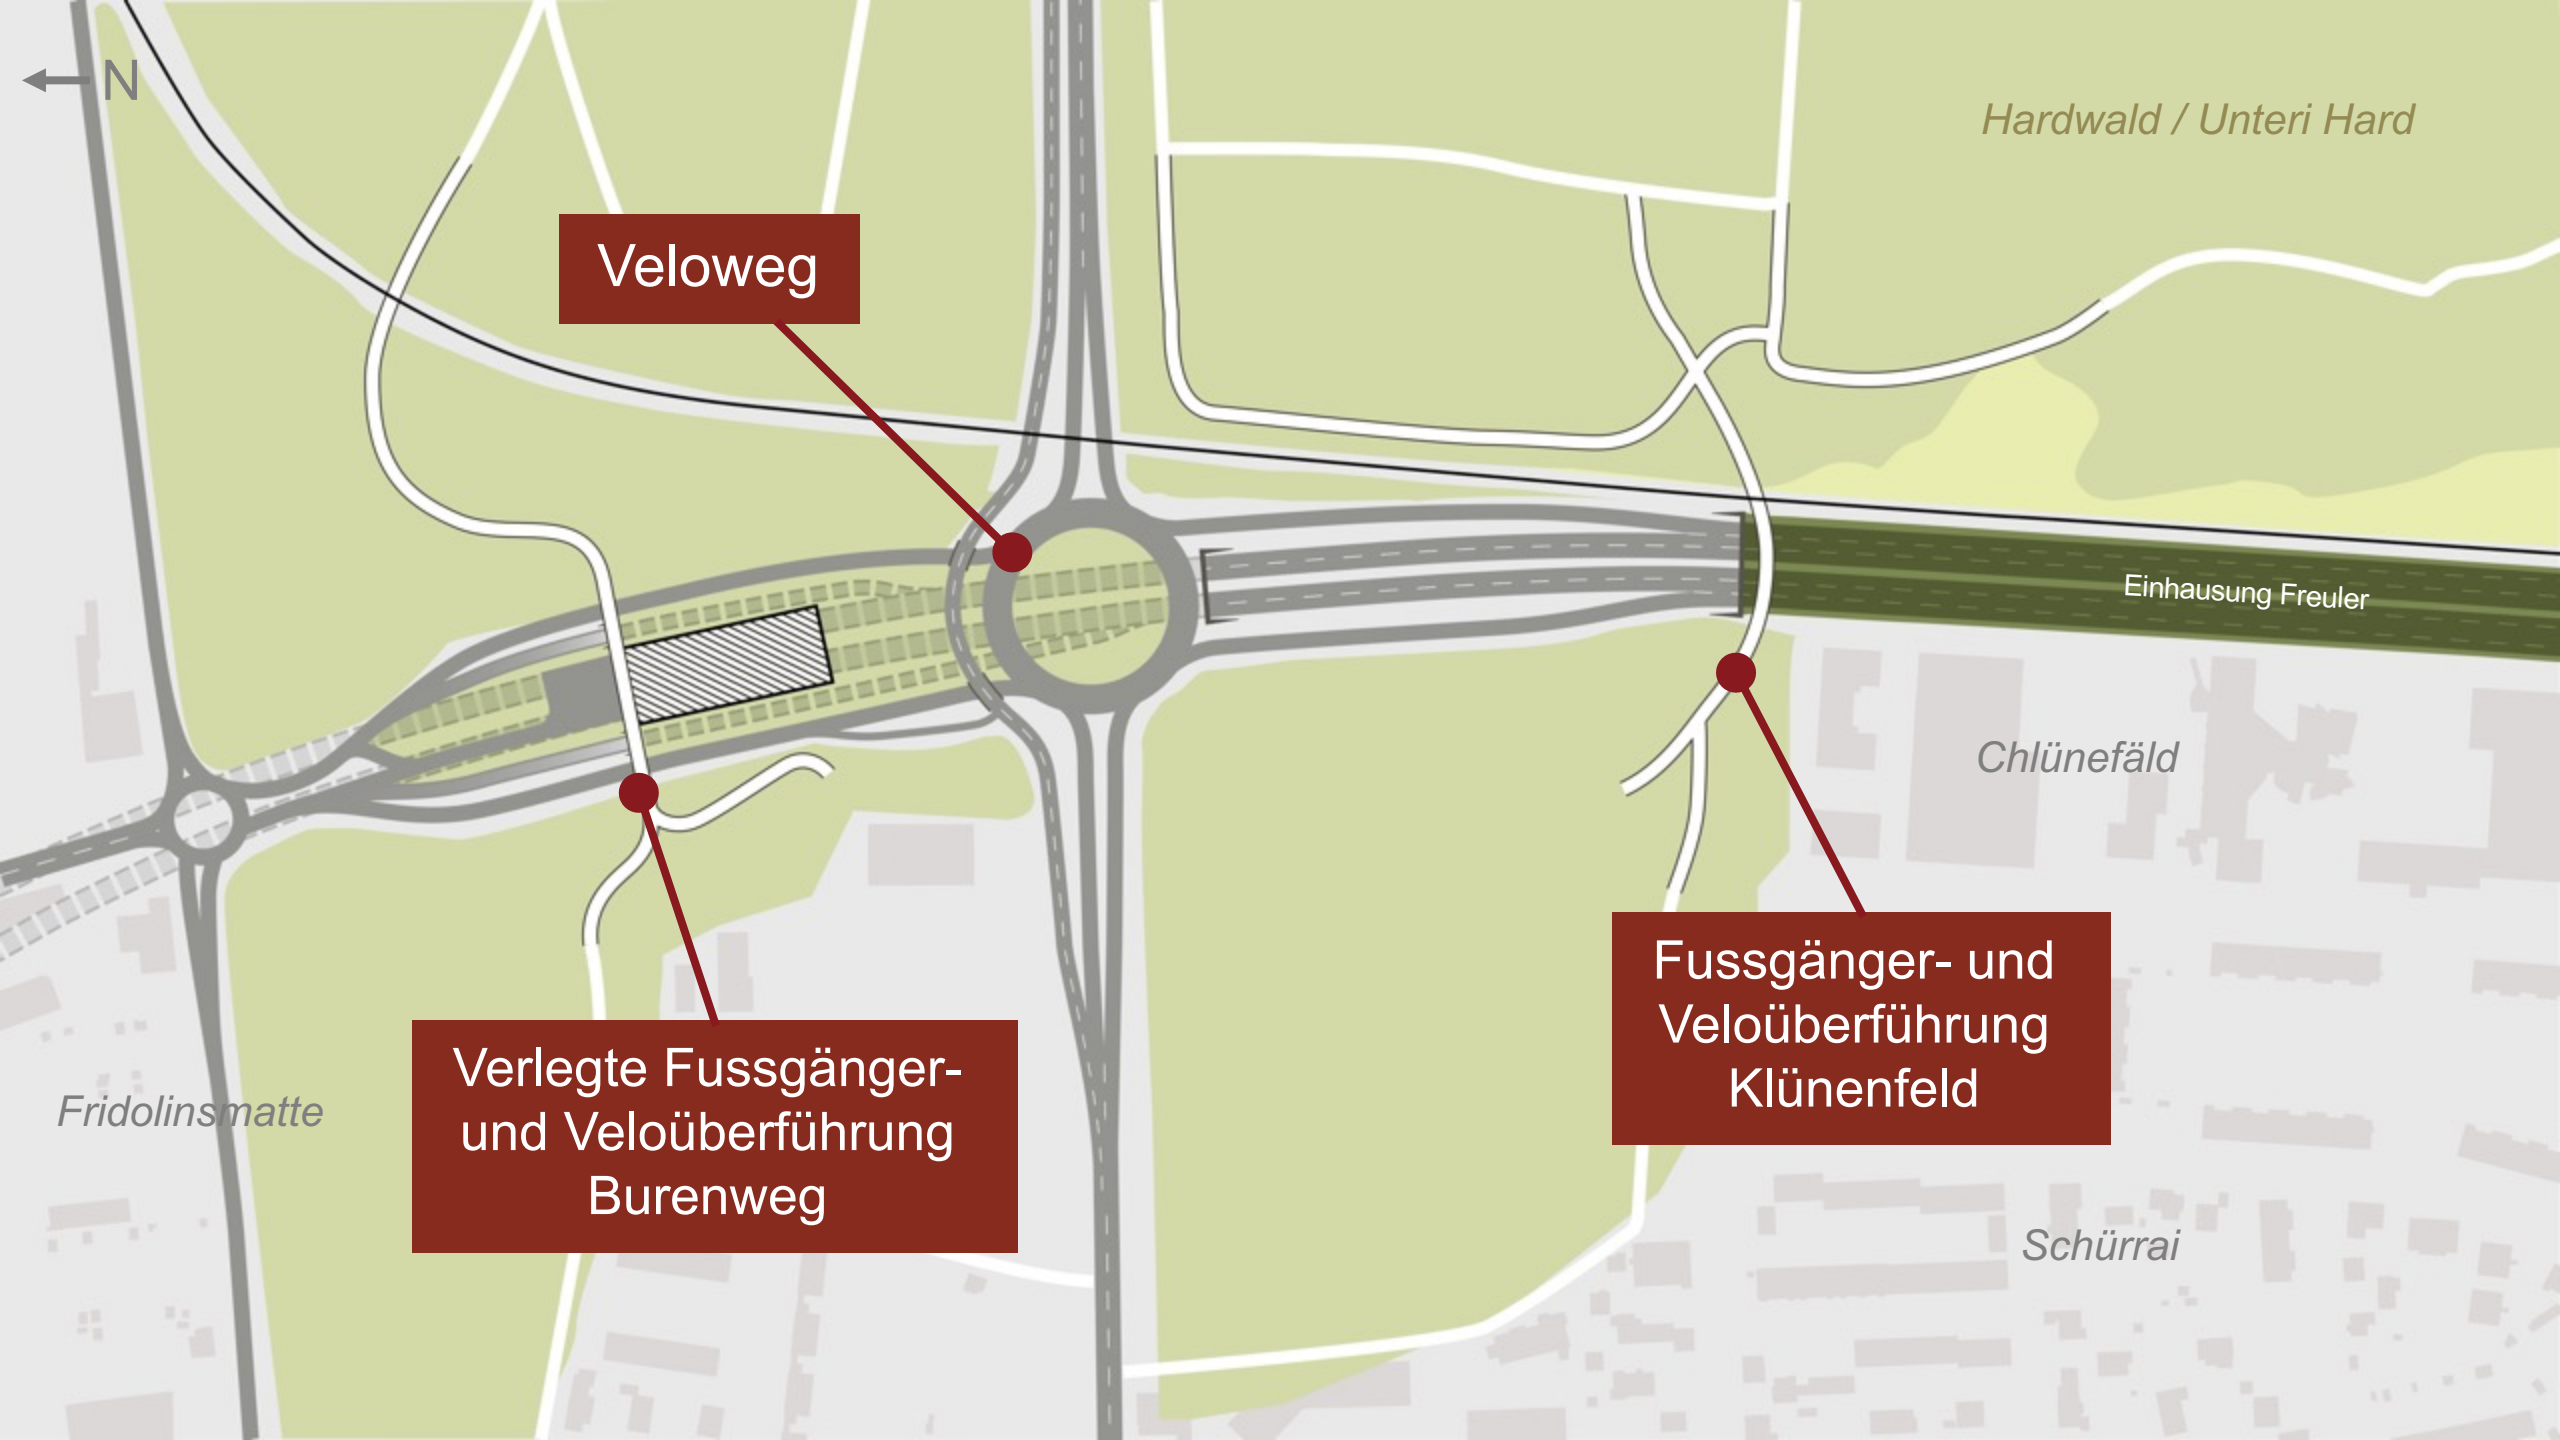 N
Hardwald / Unteri Hard
Veloweg
Einhausung Freuler
Chlünefäld
Fussgänger- und
Veloüberführung
Klünenfeld
Verlegte Fussgänger-
und Veloüberführung
Burenweg
Fridolinsmatte
Schürrai